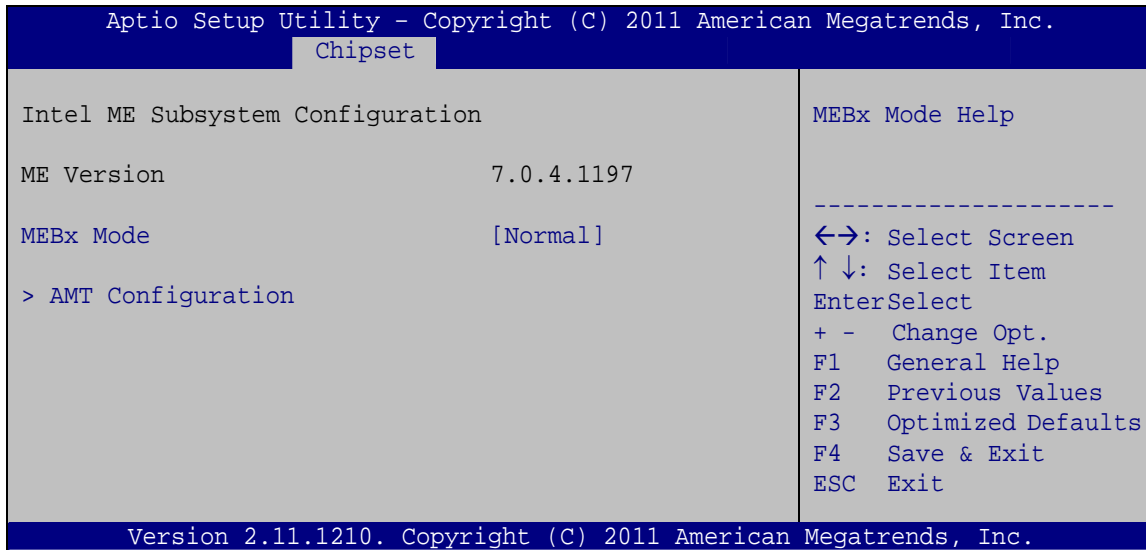 Aptio Setup Utility – Copyright (C) 2011 American Megatrends, Inc.
Chipset
Intel ME Subsystem Configuration
ME Version 7.0.4.1197
MEBx Mode [Normal]
> AMT Configuration
MEBx Mode Help
---------------------
←→: Select Screen
↑ ↓: Select Item
EnterSelect
+ - Change Opt.
F1 General Help
F2 Previous Values
F3 Optimized Defaults
F4 Save & Exit
ESC Exit
Version 2.11.1210. Copyright (C) 2011 American Megatrends, Inc.